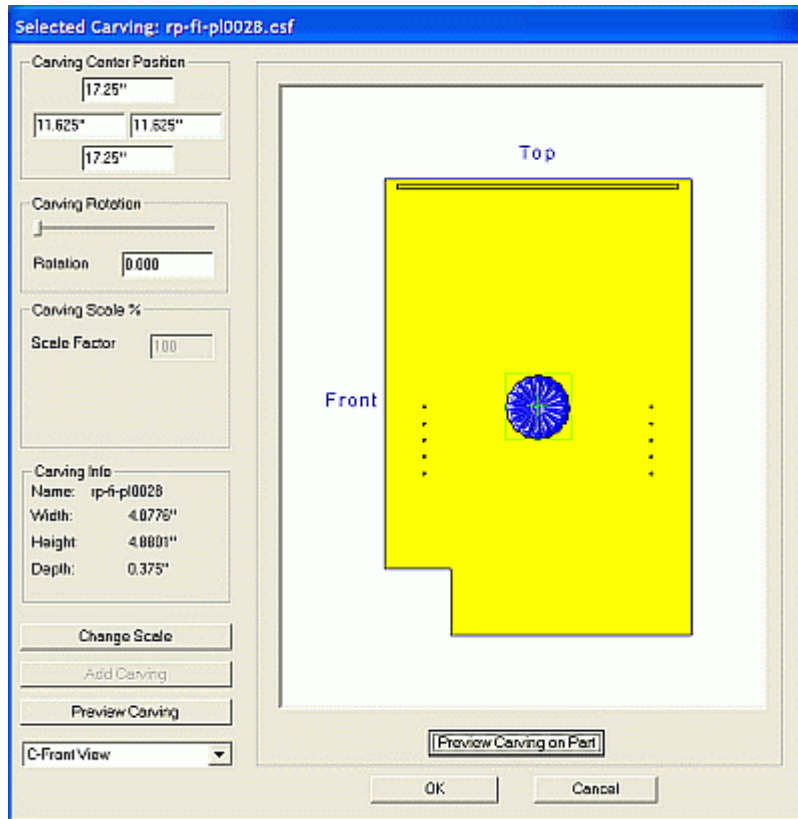 Selected Carving: rp-fi-pl0028.csf
Carving Center Position
17.25"
11.625" 11.625"
17.25"
Carving Rotation
Rotation 0.000
Carving Scale %
Scale Factor 100
Carving Info
Name: rp-fi-pl0028
Width: 4.8776"
Height: 4.8801"
Depth: 0.375"
Change Scale
Add Carving
Preview Carving
C-Front View
Top
Front
Preview Carving on Part
OK Cancel